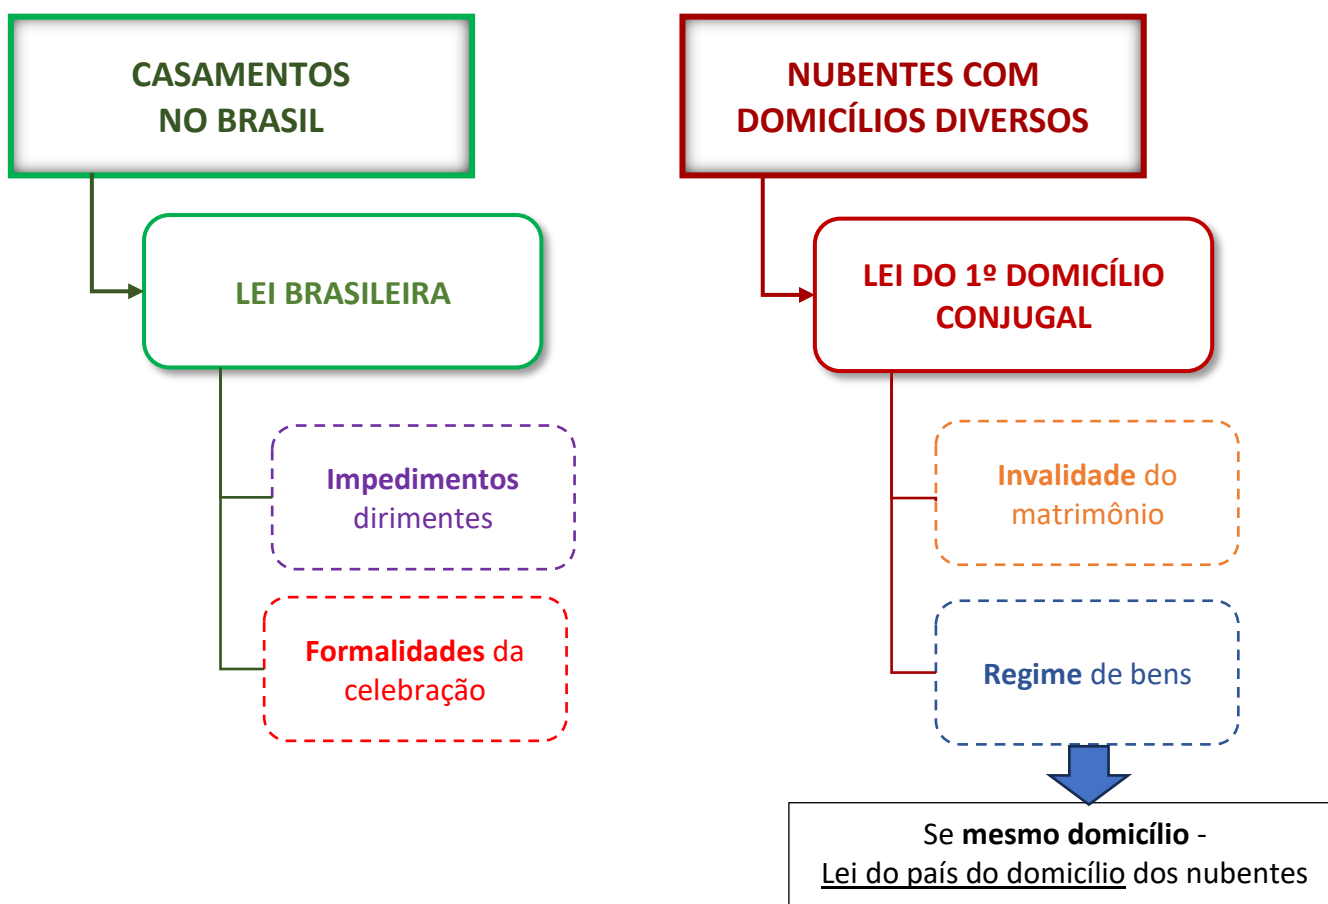 CASAMENTOS
NO BRASIL
LEI BRASILEIRA
Impedimentos
dirimentes
Formalidades da
celebração
NUBENTES COM
DOMICÍLIOS DIVERSOS
LEI DO 1º DOMICÍLIO
CONJUGAL
Invalidade do
matrimônio
Regime de bens
Se mesmo domicílio -
Lei do país do domicílio dos nubentes